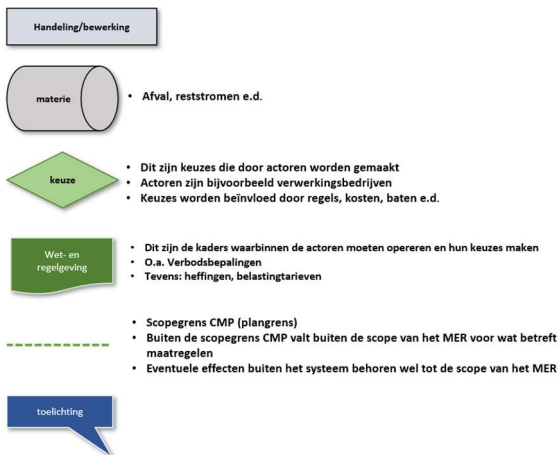 Handeling/bewerking
materie
• Afval, reststromen e.d.
keuze
• Dit zijn keuzes die door actoren worden gemaakt
• Actoren zijn bijvoorbeeld verwerkingsbedrijven
• Keuzes worden beïnvloed door regels, kosten, baten e.d.
Wet- en
regelgeving
• Dit zijn de kaders waarbinnen de actoren moeten opereren en hun keuzes maken
• O.a. Verbodsbepalingen
• Tevens: heffingen, belastingtarieven
• Scopegrens CMP (plangrens)
• Buiten de scopegrens CMP valt buiten de scope van het MER voor wat betreft
maatregelen
• Eventuele effecten buiten het systeem behoren wel tot de scope van het MER
toelichting